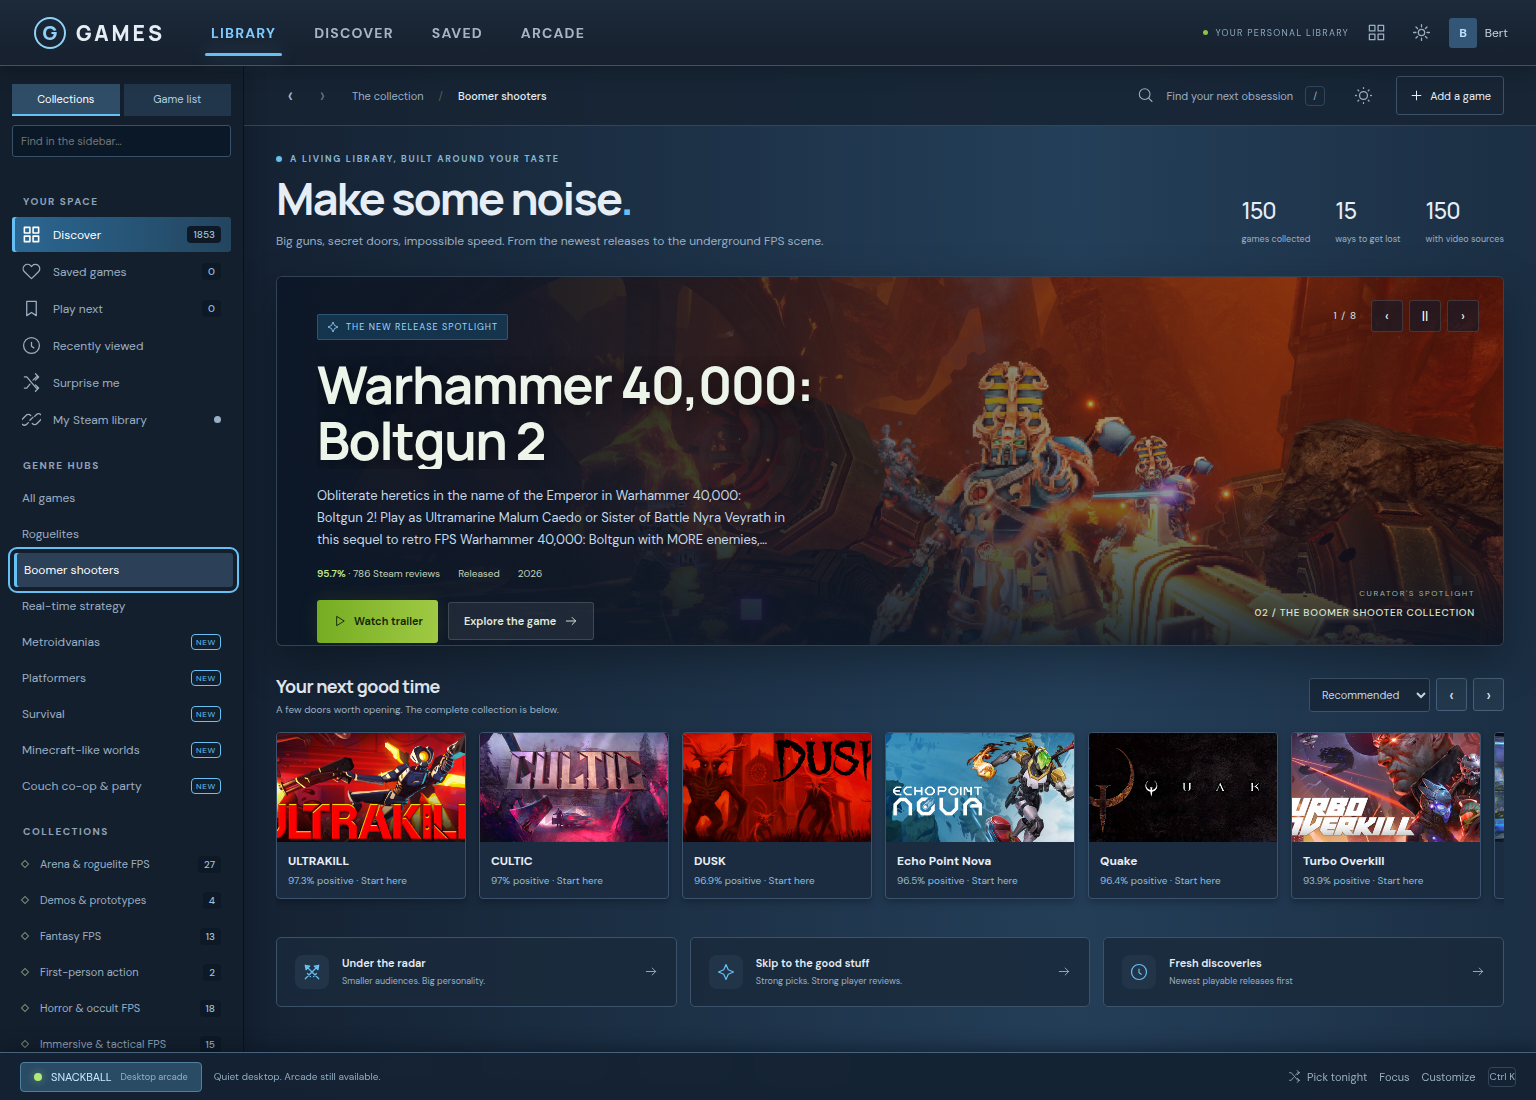 G GAMES
LIBRARY
DISCOVER
SAVED
ARCADE
YOUR PERSONAL LIBRARY
B
Bert
Collections
Game list
Find in the sidebar...
YOUR SPACE
Discover 1853
Saved games 0
Play next 0
Recently viewed
Surprise me
My Steam library
GENRE HUBS
All games
Roguelites
Boomer shooters
Real-time strategy
Metroidvanias NEW
Platformers NEW
Survival NEW
Minecraft-like worlds NEW
Couch co-op & party NEW
COLLECTIONS
Arena & roguelite FPS 27
Demos & prototypes 4
Fantasy FPS 13
First-person action 2
Horror & occult FPS 18
Immersive & tactical FPS 15
‹ › The collection / Boomer shooters
Find your next obsession /
+ Add a game
A LIVING LIBRARY, BUILT AROUND YOUR TASTE
Make some noise.
Big guns, secret doors, impossible speed. From the newest releases to the underground FPS scene.
150
games collected
15
ways to get lost
150
with video sources
THE NEW RELEASE SPOTLIGHT
1 / 8
Warhammer 40,000:
Boltgun 2
Obliterate heretics in the name of the Emperor in Warhammer 40,000:
Boltgun 2! Play as Ultramarine Malum Caedo or Sister of Battle Nyra Veyrath in
this sequel to retro FPS Warhammer 40,000: Boltgun with MORE enemies,...
95.7% · 786 Steam reviews Released 2026
Watch trailer
Explore the game →
CURATOR'S SPOTLIGHT
02 / THE BOOMER SHOOTER COLLECTION
Your next good time
A few doors worth opening. The complete collection is below.
Recommended
ULTRAKILL
ULTRAKILL
97.3% positive · Start here
CULTIC
CULTIC
97% positive · Start here
DUSK
DUSK
96.9% positive · Start here
ECHOPOINT
NOVA
Echo Point Nova
96.5% positive · Start here
QUAK
Quake
96.4% positive · Start here
URBO
OVERKILL
Turbo Overkill
93.9% positive · Start here
Under the radar
Smaller audiences. Big personality.
Skip to the good stuff
Strong picks. Strong player reviews.
Fresh discoveries
Newest playable releases first
SNACKBALL Desktop arcade
Quiet desktop. Arcade still available.
Pick tonight
Focus
Customize
Ctrl K